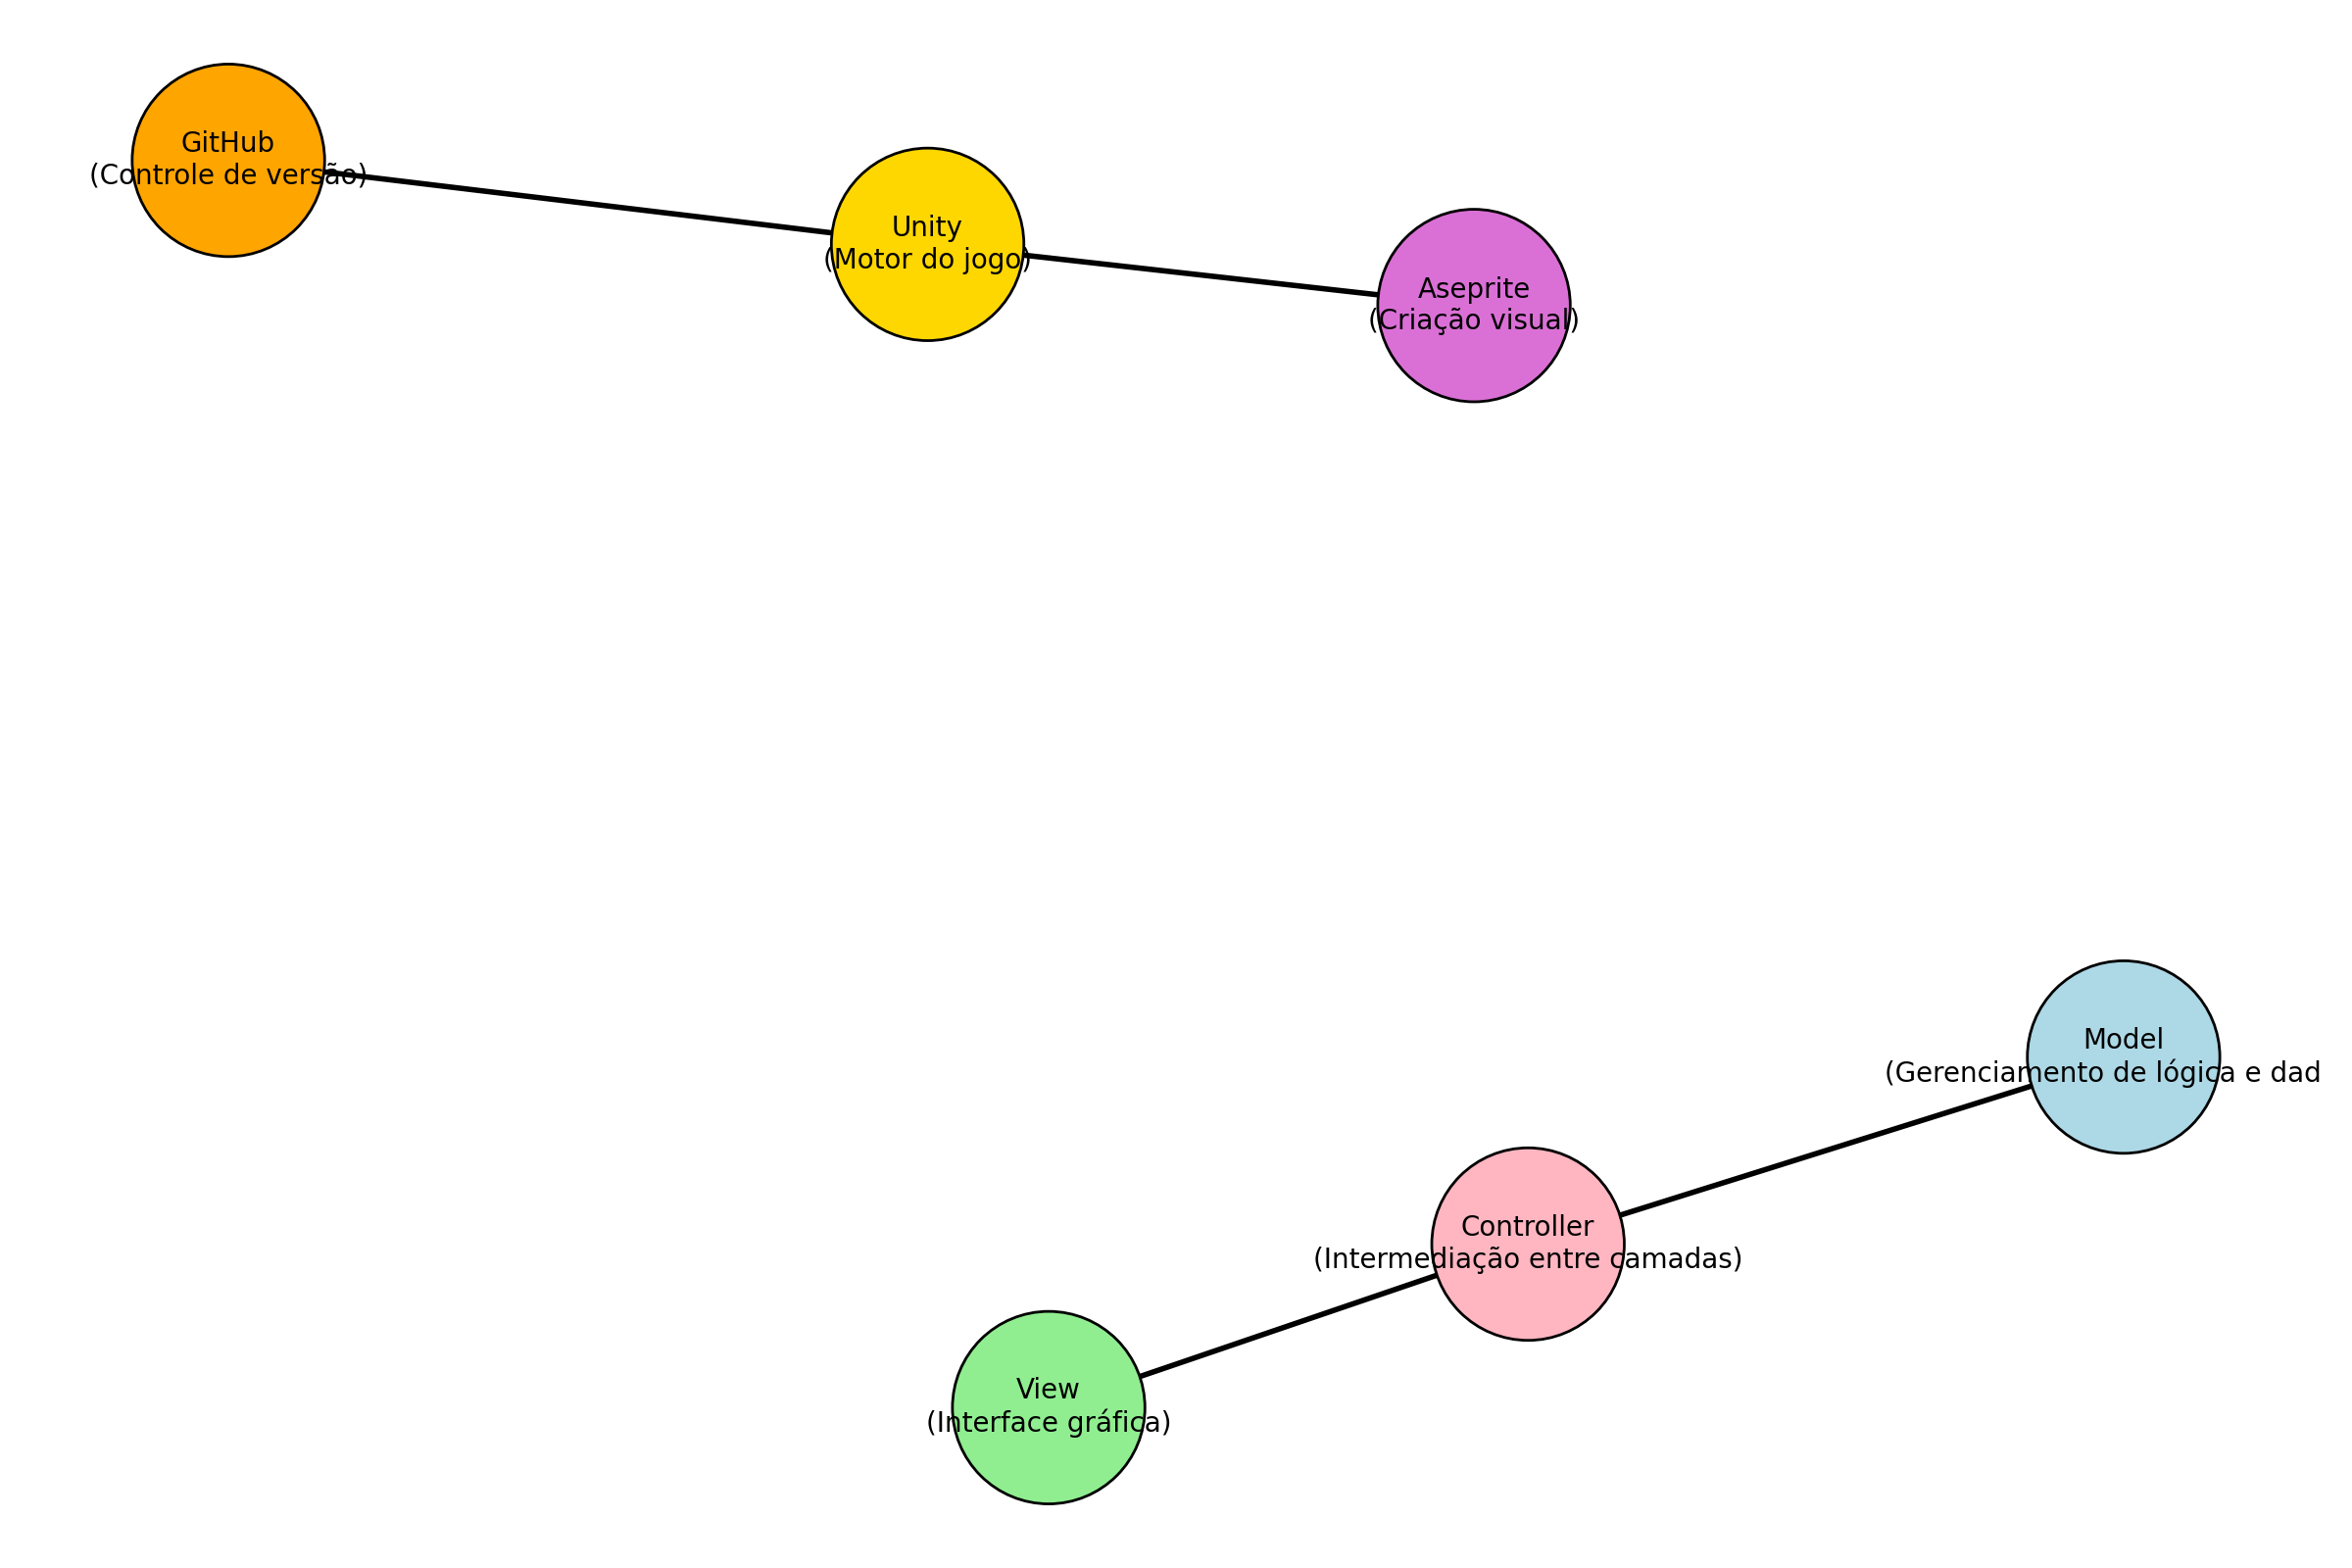 GitHub
(Controle de versão)
Unity
(Motor do jogo)
Aseprite
(Criação visual)
Model
(Gerenciamento de lógica e dad
Controller
(Intermediação entre camadas)
View
(Interface gráfica)